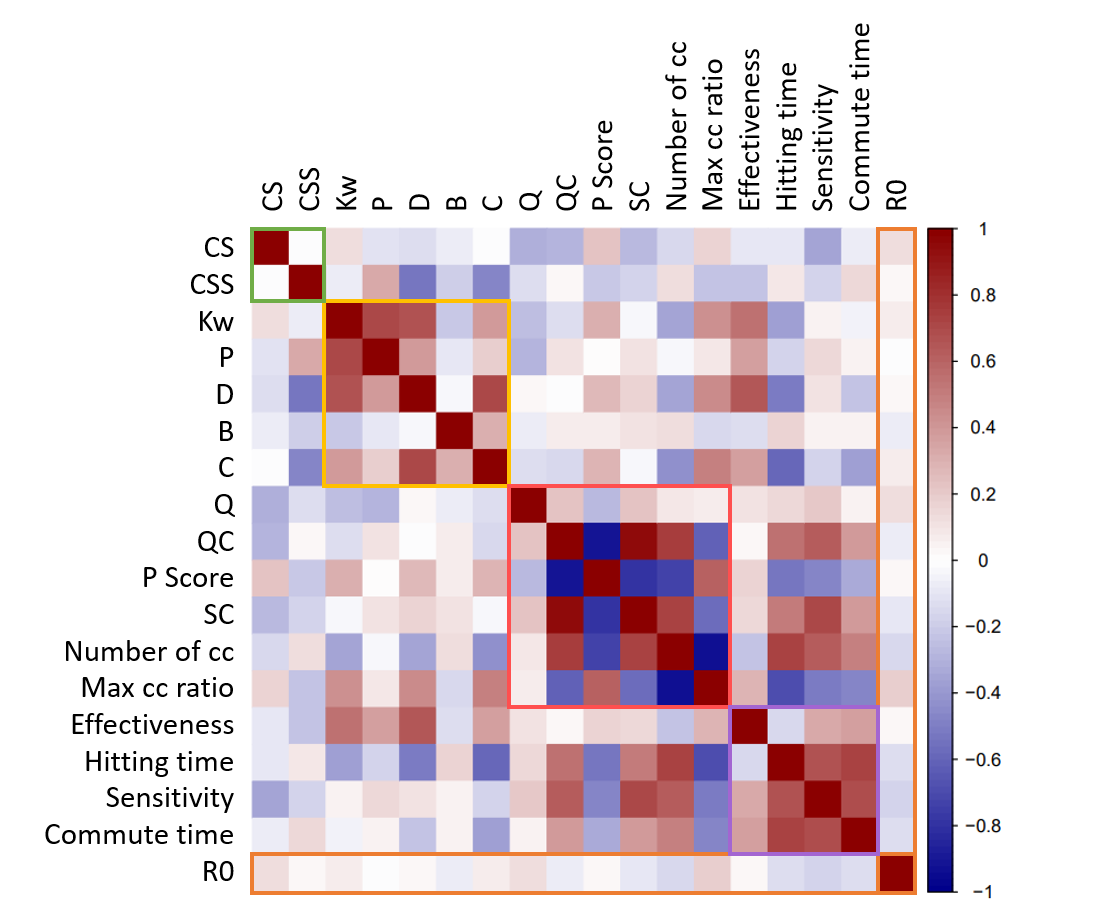 CS
CSS
Kw
P
D
B
C
Q
QC
P Score
SC
Number of cc
Max cc ratio
Effectiveness
Hitting time
Sensitivity
Commute time
R0
CS
CSS
Kw
P
D
B
C
Q
QC
P Score
SC
Number of cc
Max cc ratio
Effectiveness
Hitting time
Sensitivity
Commute time
R0
1
0.8
0.6
0.4
0.2
0
−0.2
−0.4
−0.6
−0.8
−1